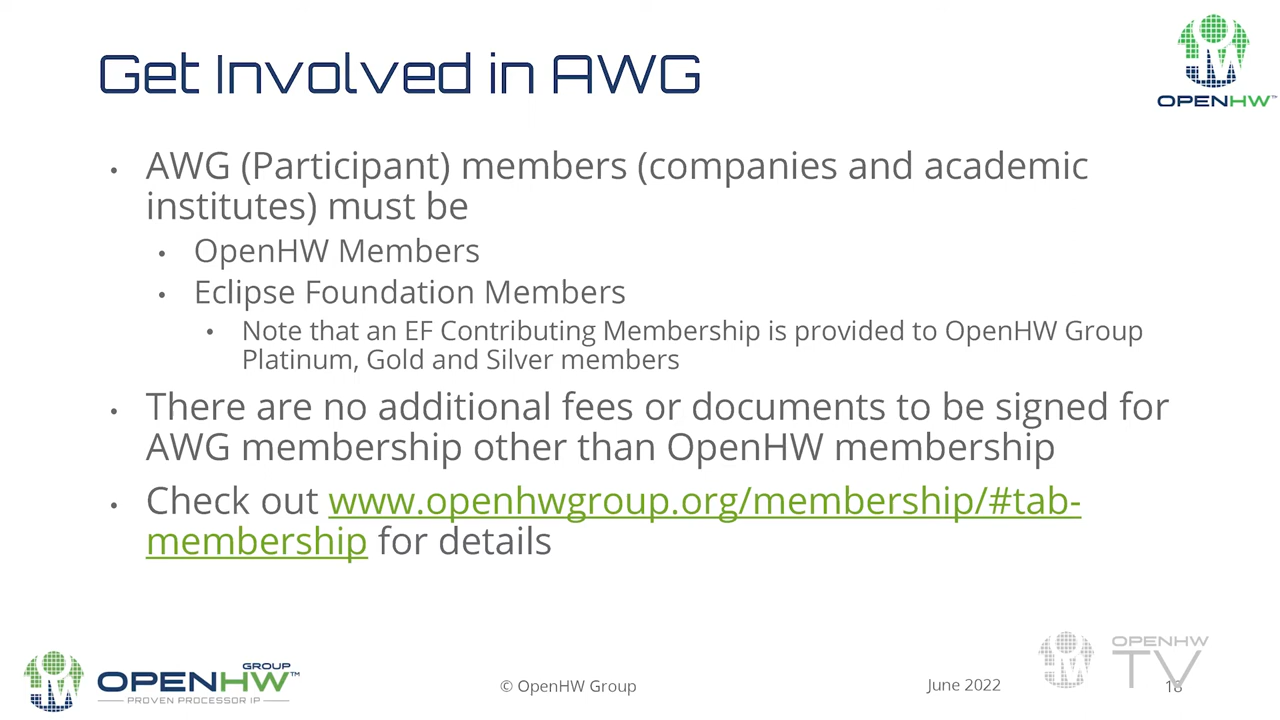 Get Involved in AWG
OPENHW™
• AWG (Participant) members (companies and academic
institutes) must be
• OpenHW Members
• Eclipse Foundation Members
• Note that an EF Contributing Membership is provided to OpenHW Group
Platinum, Gold and Silver members
• There are no additional fees or documents to be signed for
AWG membership other than OpenHW membership
• Check out www.openhwgroup.org/membership/#tab-
membership for details
GROUP
OPENHW™
PROVEN PROCESSOR IP
© OpenHW Group
June 2022
OPENHW
TV
18